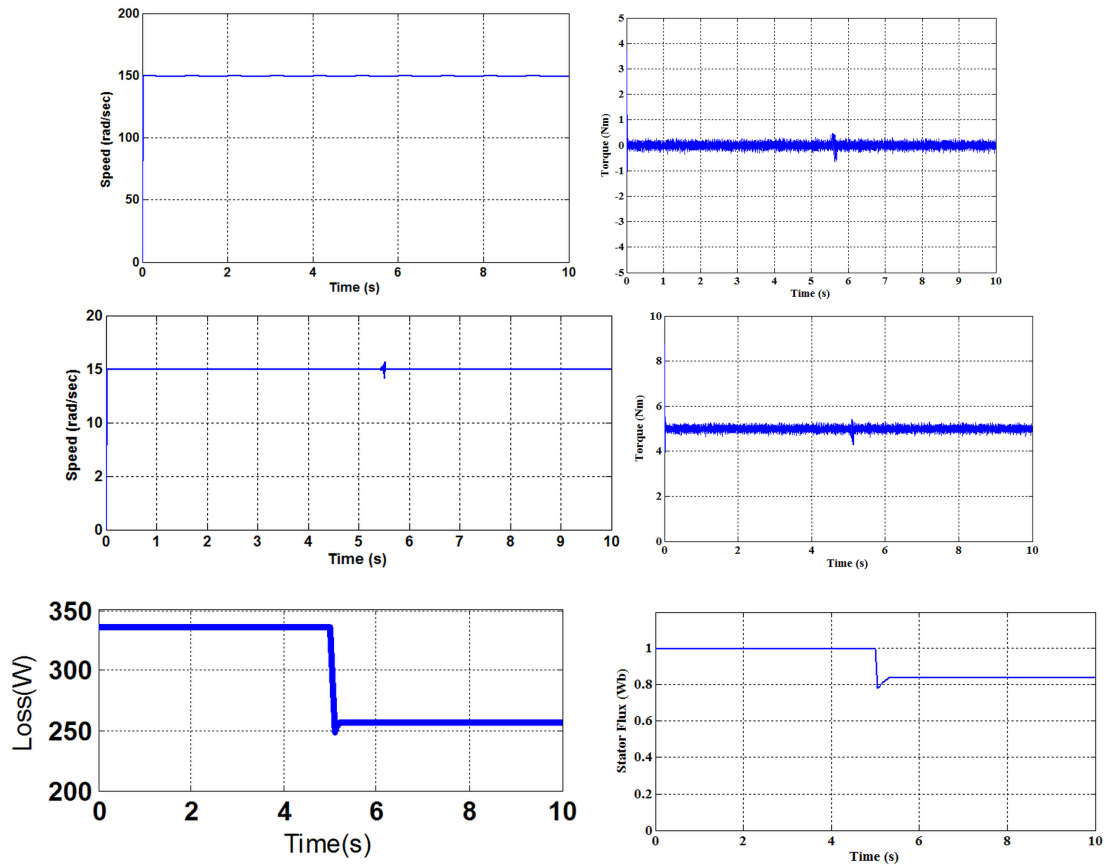 200
150
100
50
0
Speed (rad/sec)
0 2 4 6 8 10
Time (s)
5
4
3
2
1
0
-1
-2
-3
-4
-5
Torque (Nm)
0 1 2 3 4 5 6 7 8 9 10
Time (s)
20
15
10
2
0
Speed (rad/sec)
0 1 2 3 4 5 6 7 8 9 10
Time (s)
10
8
6
4
2
0
Torque (Nm)
0 2 4 6 8 10
Time (s)
350
300
250
200
Loss(W)
0 2 4 6 8 10
Time(s)
1
0.8
0.6
0.4
0.2
0
Stator Flux (Wb)
0 2 4 6 8 10
Time (s)